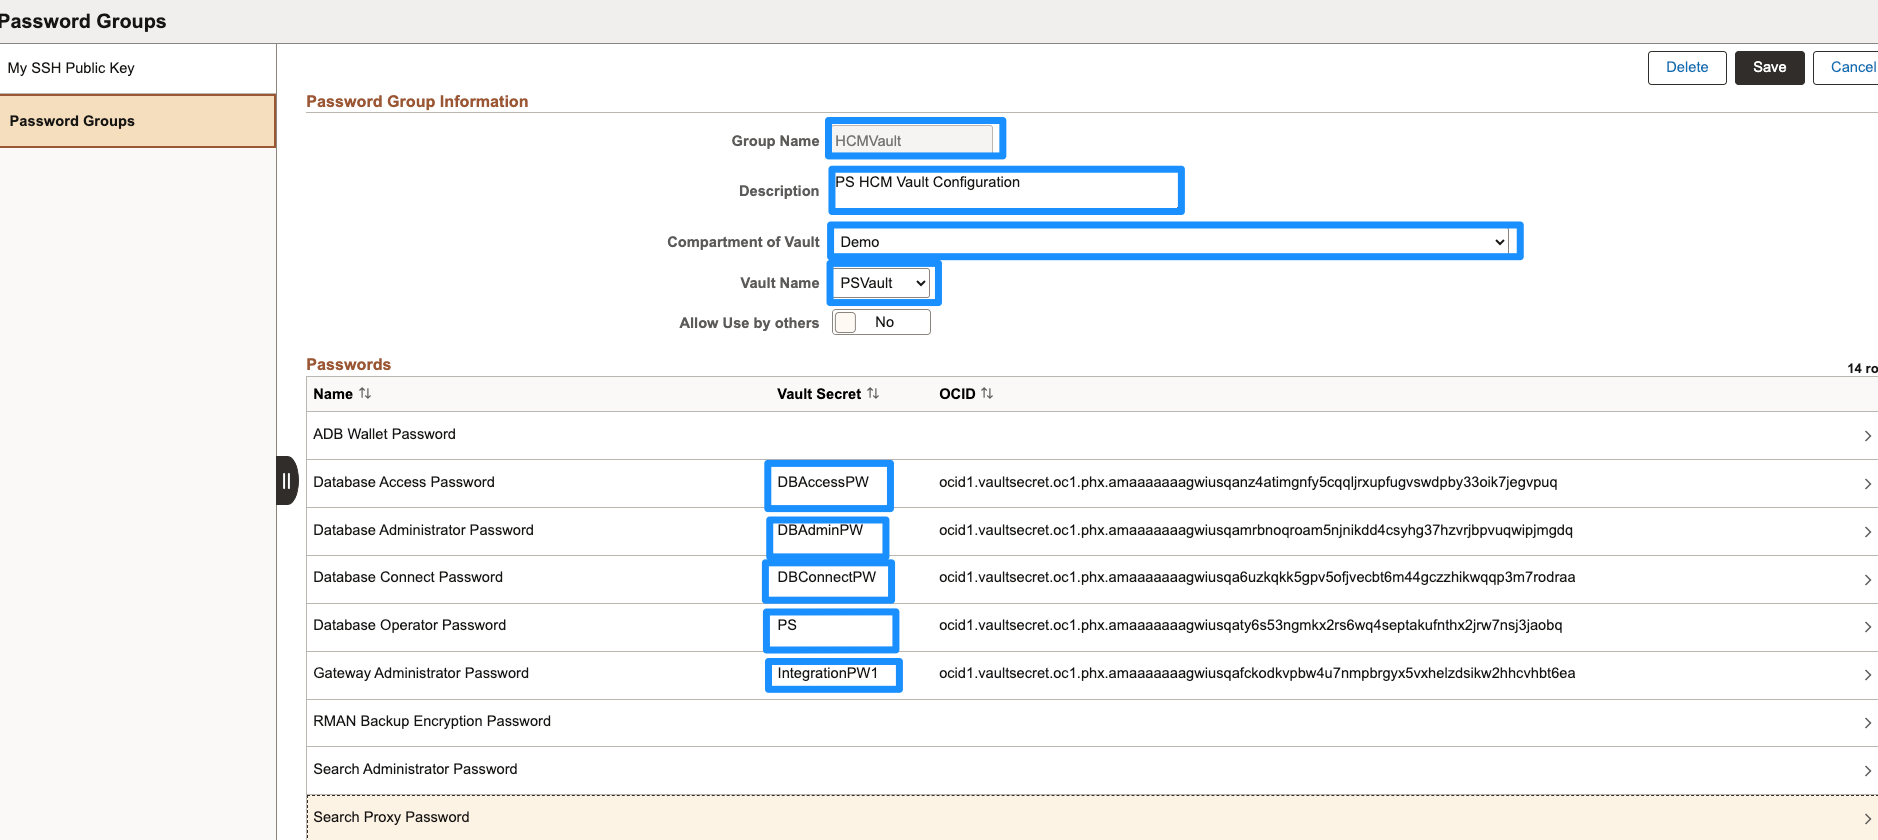 Password Groups
My SSH Public Key
Password Groups
Delete
Save
Cancel
Password Group Information
Group Name HCMVault
Description PS HCM Vault Configuration
Compartment of Vault Demo
Vault Name PSVault
Allow Use by others No
Passwords
14 ro
Name Vault Secret OCID
ADB Wallet Password
Database Access Password DBAccessPW ocid1.vaultsecret.oc1.phx.amaaaaaaagwiusqanz4atimgnfy5cqqljrxupfugvswdpby33oik7jegvpuq
Database Administrator Password DBAdminPW ocid1.vaultsecret.oc1.phx.amaaaaaaagwiusqamrbnoqroam5njnikdd4csyhg37hzvrjbpvuqwipjmgdq
Database Connect Password DBConnectPW ocid1.vaultsecret.oc1.phx.amaaaaaaagwiusqa6uzkqkk5gpv5ofjvecbt6m44gczzhikwqqp3m7rodraa
Database Operator Password PS ocid1.vaultsecret.oc1.phx.amaaaaaaagwiusqaty6s53ngmkx2rs6wq4septakufnthx2jrw7nsj3jaobq
Gateway Administrator Password IntegrationPW1 ocid1.vaultsecret.oc1.phx.amaaaaaaagwiusqafckodkvpbw4u7nmpbrgyx5vxhelzdsikw2hhcvhbt6ea
RMAN Backup Encryption Password
Search Administrator Password
Search Proxy Password